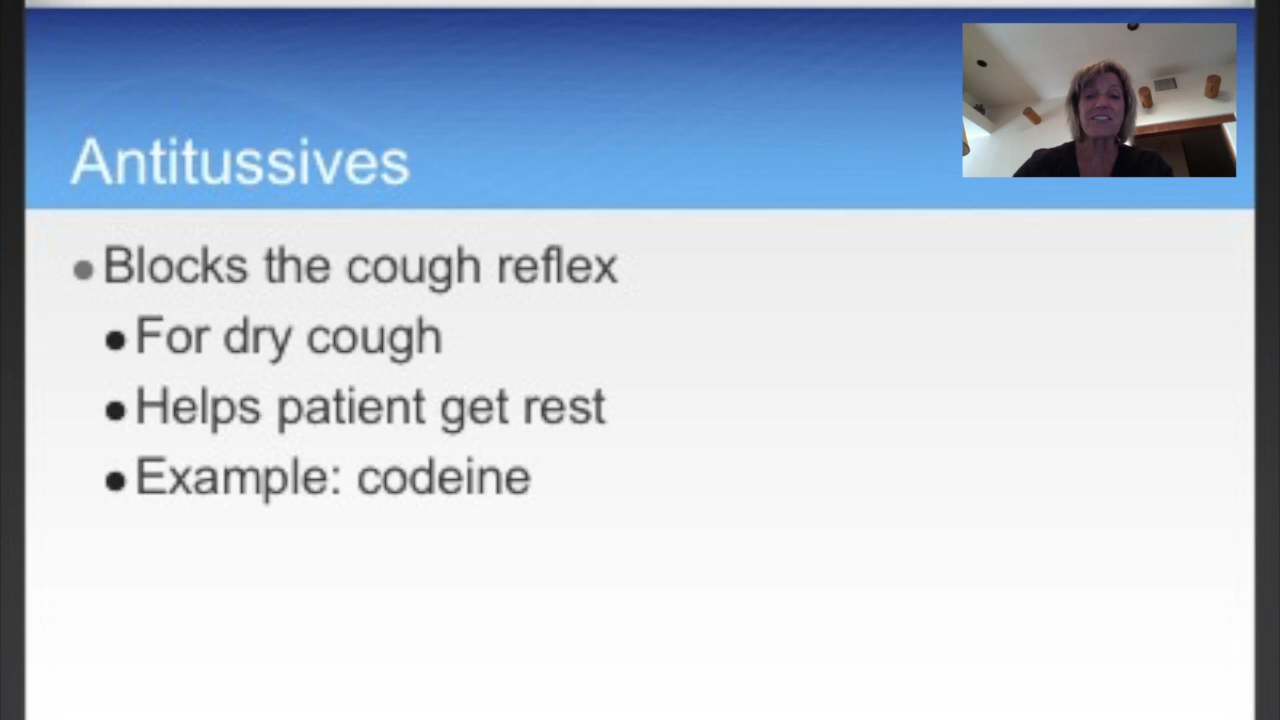 Antitussives
Blocks the cough reflex
For dry cough
Helps patient get rest
Example: codeine